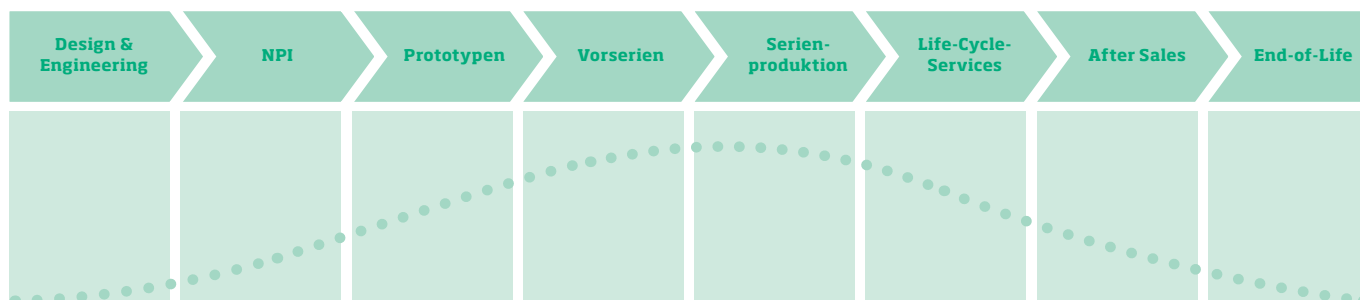 Design &
Engineering
NPI
Prototypen
Vorserien
Serien-
produktion
Life-Cycle-
Services
After Sales
End-of-Life